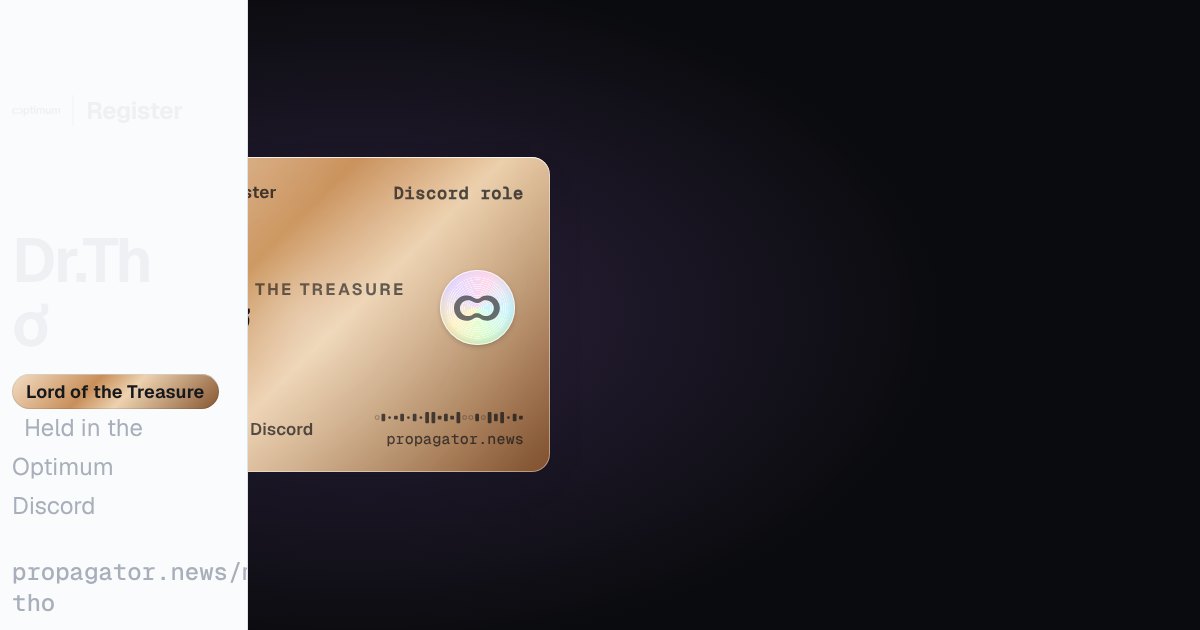 optimum | Register
Dr.Th
ơ
Lord of the Treasure
Held in the
Optimum
Discord
propagator.news/
tho
ster
Discord role
THE TREASURE
Discord
propagator.news